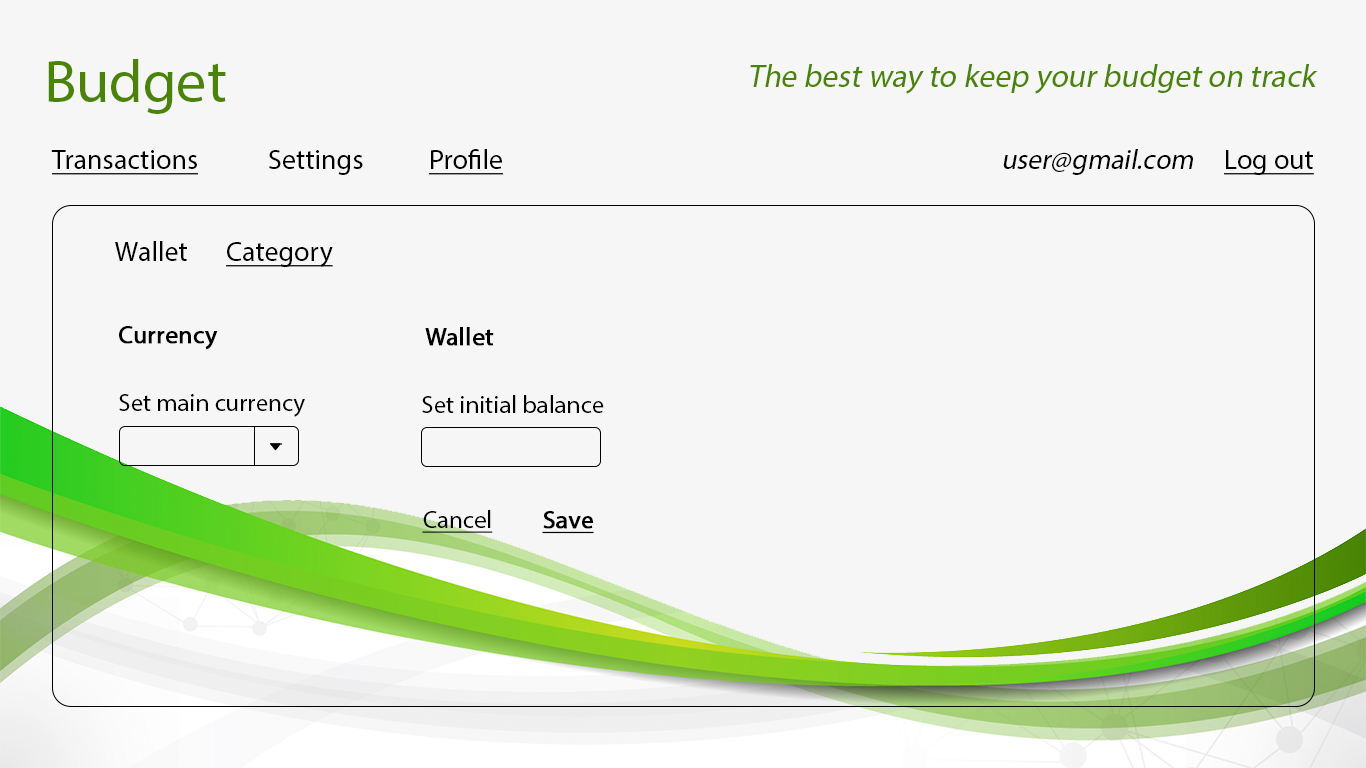 Budget
The best way to keep your budget on track
Transactions Settings Profile user@gmail.com Log out
Wallet Category
Currency Wallet
Set main currency Set initial balance
Cancel Save